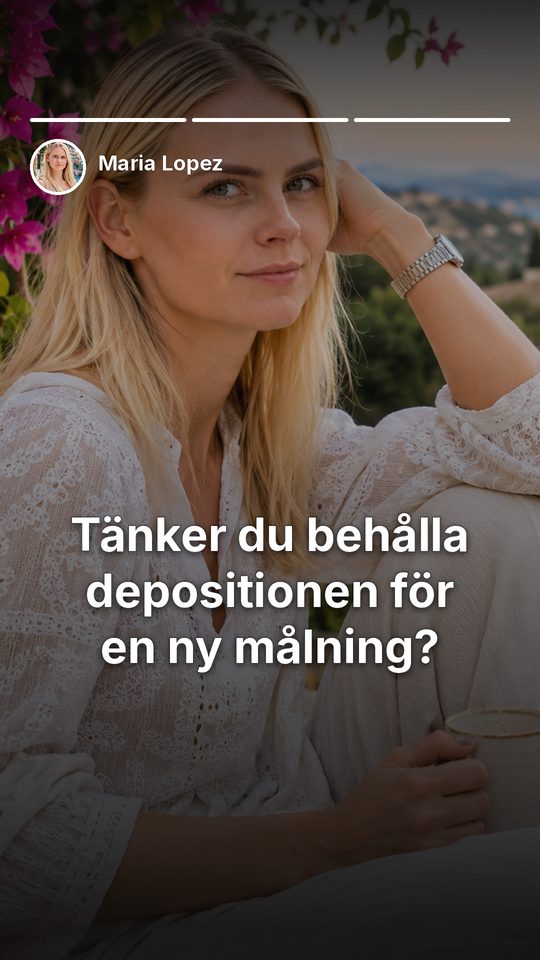 Maria Lopez
Tänker du behålla
depositionen för
en ny målning?